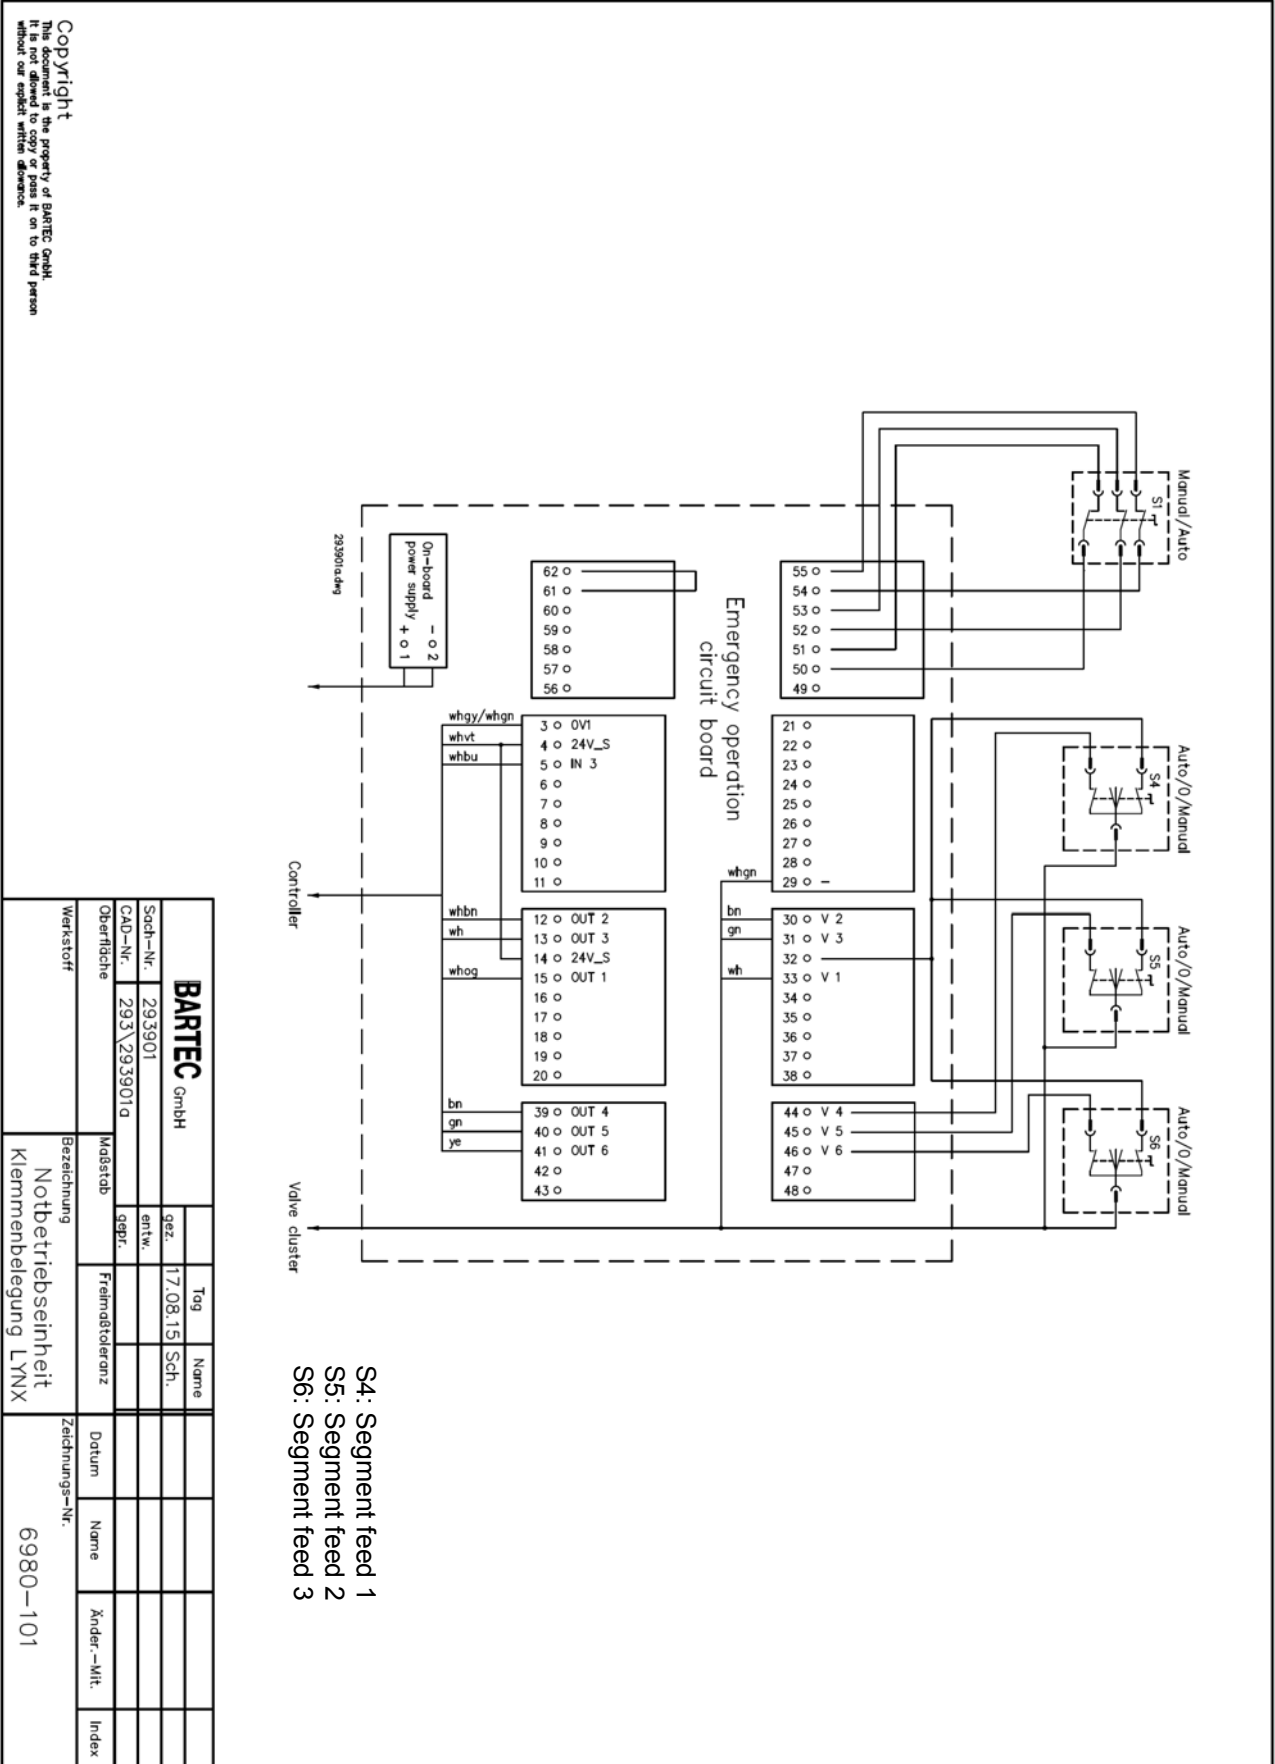 Manual/Auto
S1
Auto/0/Manual
S4
Auto/0/Manual
S5
Auto/0/Manual
S6
55
54
53
52
51
50
49
21
22
23
24
25
26
27
28
29 –
30 V 2
31 V 3
32
33 V 1
34
35
36
37
38
44 V 4
45 V 5
46 V 6
47
48
whgn
bn
gn
wh
Emergency operation
circuit board
62
61
60
59
58
57
56
3 0V1
4 24V_S
5 IN 3
6
7
8
9
10
11
12 OUT 2
13 OUT 3
14 24V_S
15 OUT 1
16
17
18
19
20
39 OUT 4
40 OUT 5
41 OUT 6
42
43
whgy/whgn
whvt
whbu
whbn
wh
whog
bn
gn
ye
On-board
power supply
– 2
+ 1
293901a.dwg
Controller
Valve cluster
S4: Segment feed 1
S5: Segment feed 2
S6: Segment feed 3
BARTEC GmbH
Sach-Nr. 293901
CAD-Nr. 293\293901a
Tag Name
gez. 17.08.15 Sch.
entw.
gepr.
Oberfläche
Maßstab
Freimaßtoleranz
Datum Name Änder.-Mit. Index
Werkstoff
Bezeichnung
Notbetriebseinheit
Klemmenbelegung LYNX
Zeichnungs-Nr.
6980-101
Copyright
This document is the property of BARTEC GmbH.
It is not allowed to copy or pass it on to third person
without our explicit written allowance.